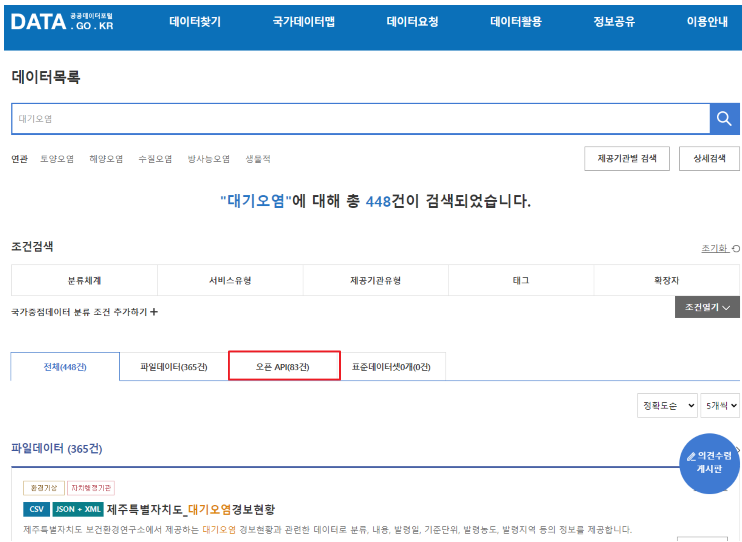 DATA 공공데이터포털 . GO . KR
데이터찾기 국가데이터맵 데이터요청 데이터활용 정보공유 이용안내
데이터목록
대기오염
연관 토양오염 해양오염 수질오염 방사능오염 생물적
제공기관별 검색 상세검색
"대기오염"에 대해 총 448건이 검색되었습니다.
조건검색
초기화
분류체계 서비스유형 제공기관유형 태그 확장자
국가중점데이터 분류 조건 추가하기 +
조건열기
전체(448건) 파일데이터(365건) 오픈 API(83건) 표준데이터셋0개(0건)
정확도순 5개씩
파일데이터 (365건)
의견수렴
게시판
환경기상 자치행정기관
CSV JSON + XML 제주특별자치도_대기오염경보현황
제주특별자치도 보건환경연구소에서 제공하는 대기오염 경보현황과 관련한 데이터로 분류, 내용, 발령일, 기준단위, 발령농도, 발령지역 등의 정보를 제공합니다.